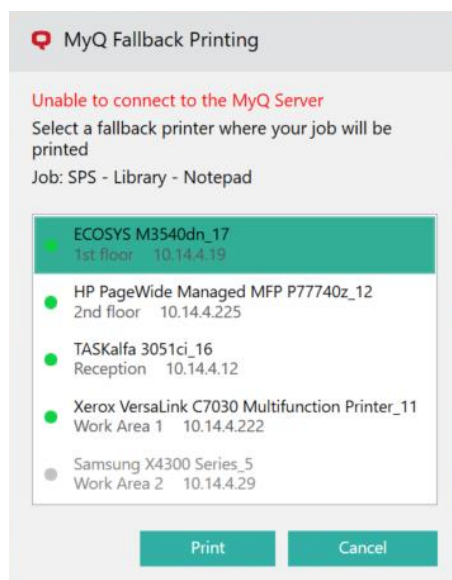 MyQ Fallback Printing
Unable to connect to the MyQ Server
Select a fallback printer where your job will be
printed
Job: SPS - Library - Notepad
ECOSYS M3540dn_17
1st floor 10.14.4.19
HP PageWide Managed MFP P77740z_12
2nd floor 10.14.4.225
TASKalfa 3051ci_16
Reception 10.14.4.12
Xerox VersaLink C7030 Multifunction Printer_11
Work Area 1 10.14.4.222
Samsung X4300 Series_5
Work Area 2 10.14.4.29
Print Cancel